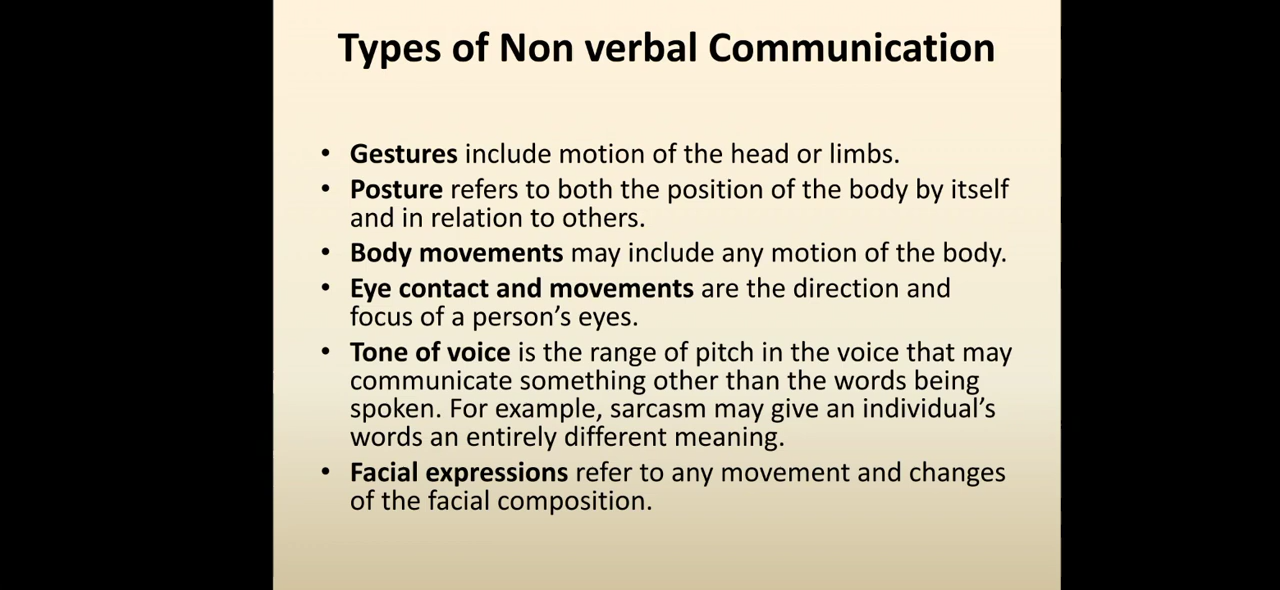 Types of Non verbal Communication
• Gestures include motion of the head or limbs.
• Posture refers to both the position of the body by itself
and in relation to others.
• Body movements may include any motion of the body.
• Eye contact and movements are the direction and
focus of a person’s eyes.
• Tone of voice is the range of pitch in the voice that may
communicate something other than the words being
spoken. For example, sarcasm may give an individual’s
words an entirely different meaning.
• Facial expressions refer to any movement and changes
of the facial composition.